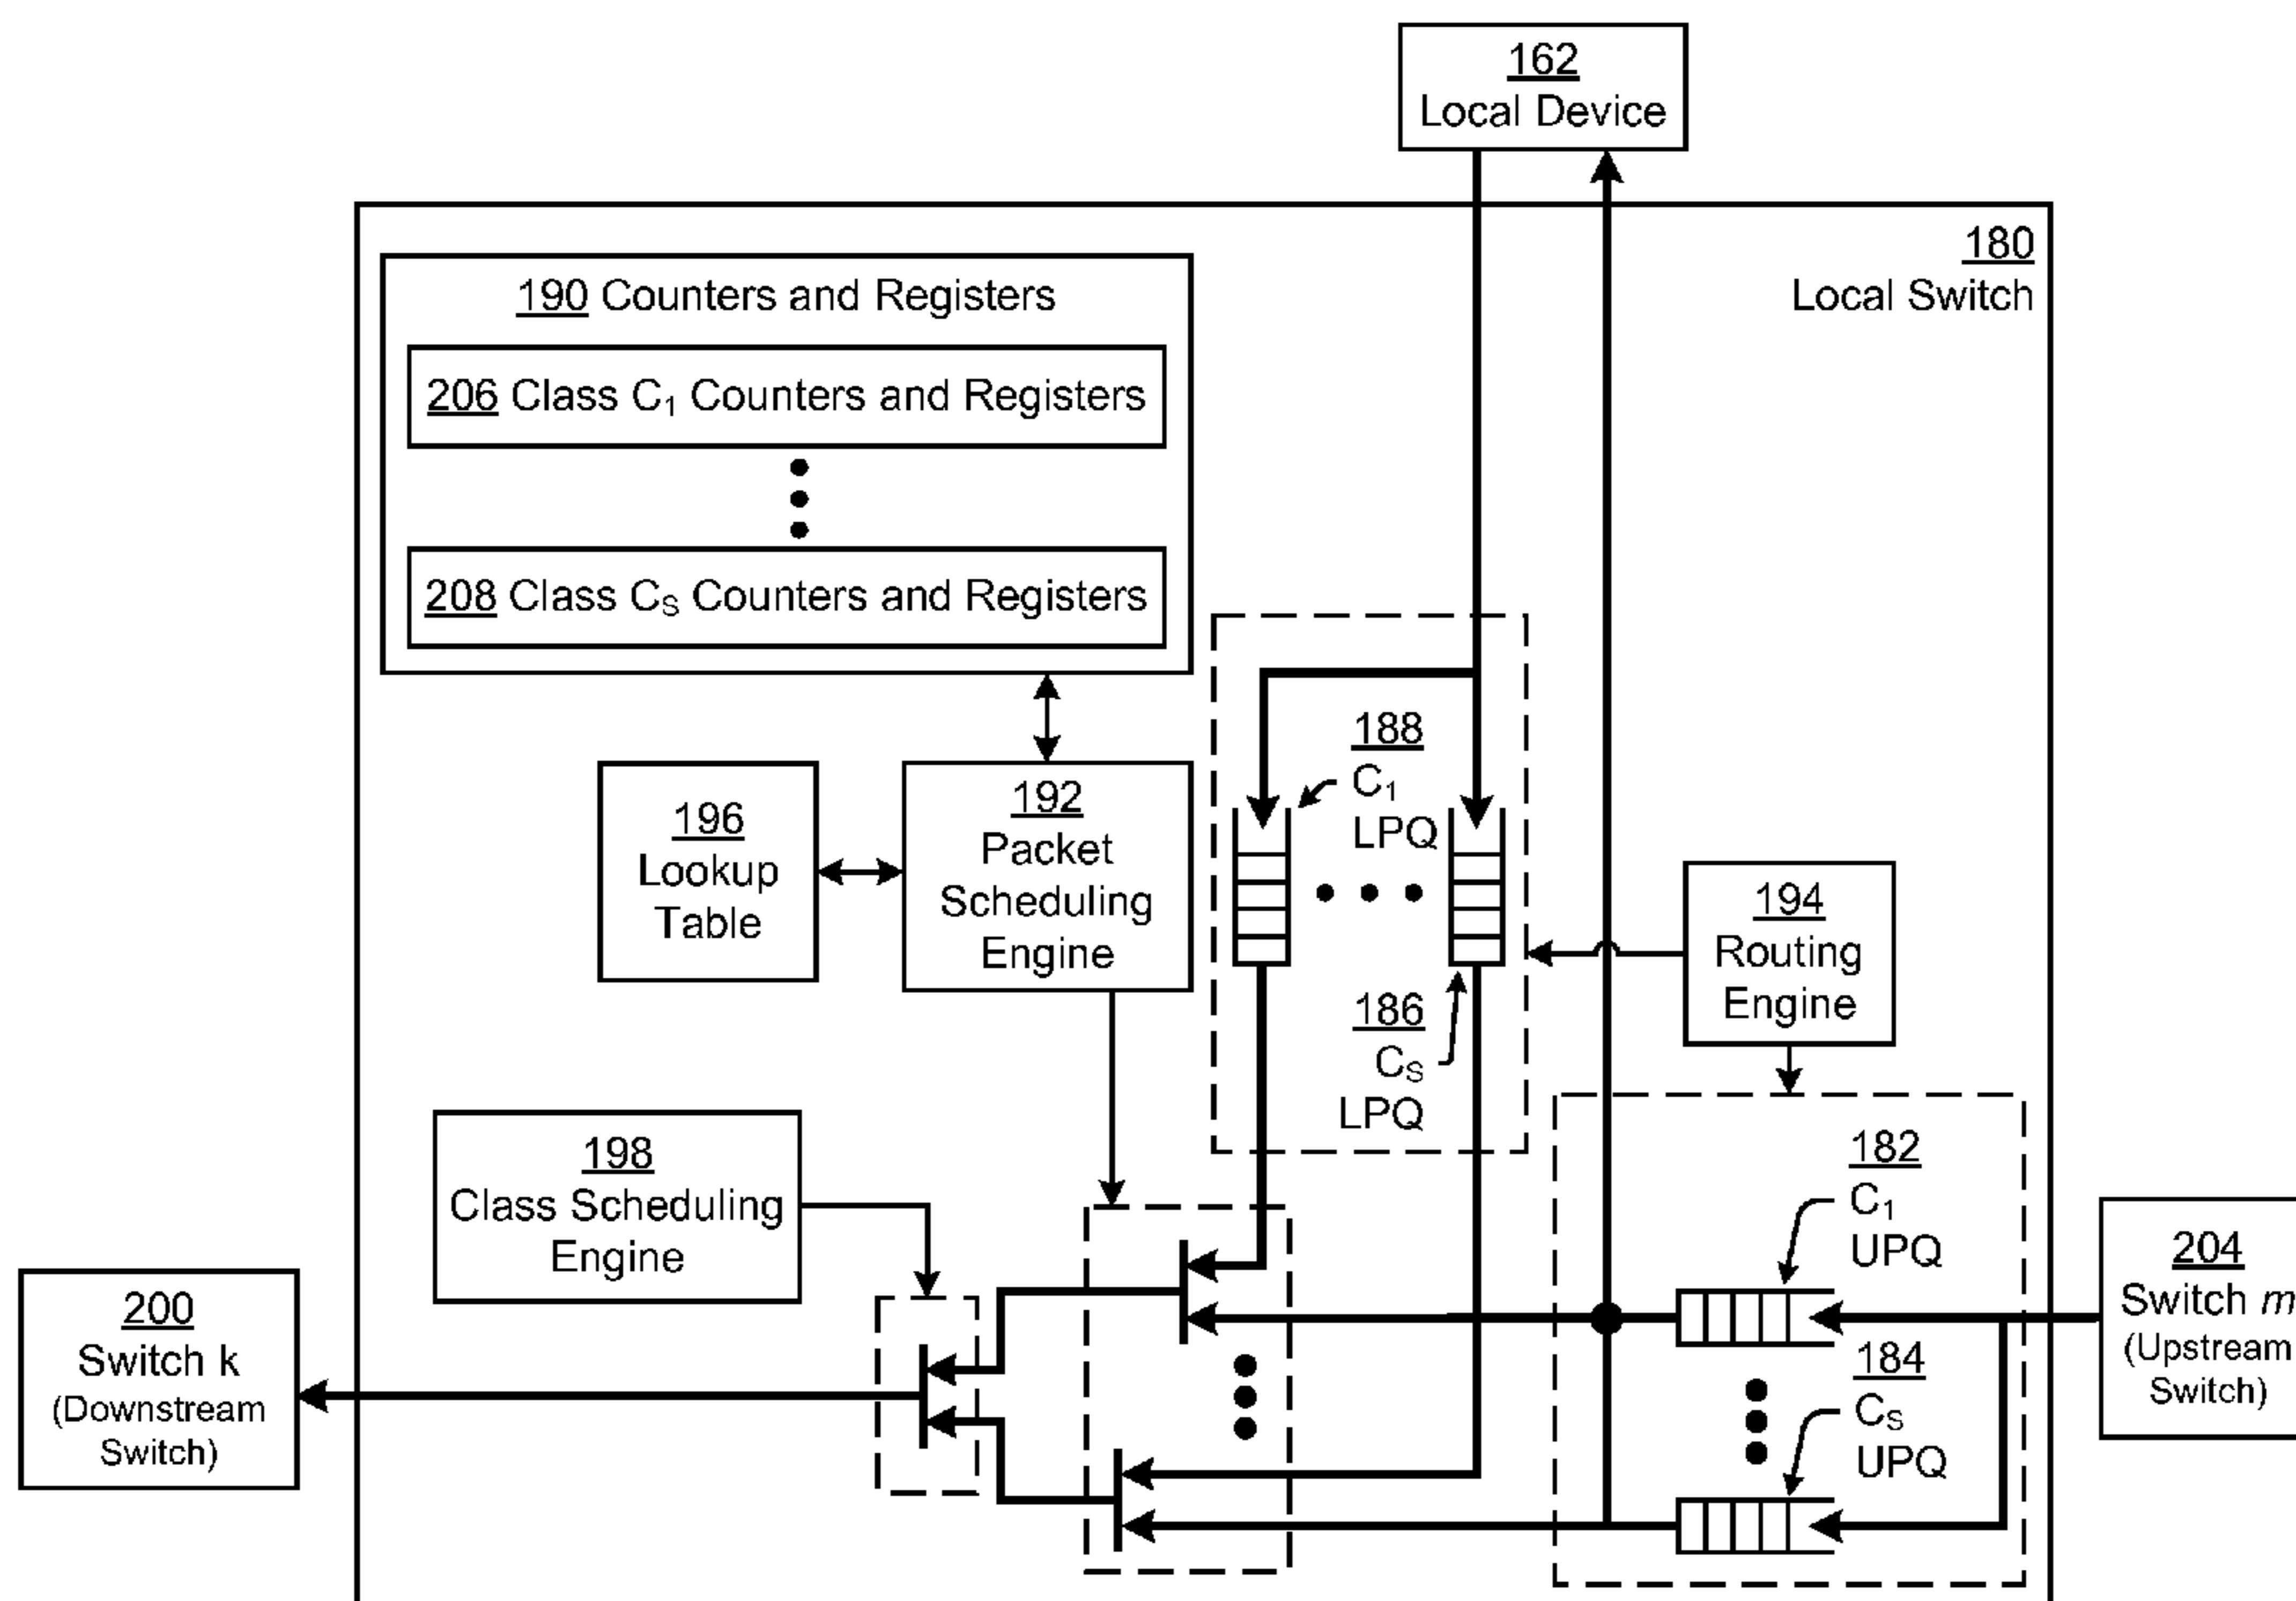 162
Local Device
180
Local Switch
190 Counters and Registers
206 Class C₁ Counters and Registers
208 Class Cₛ Counters and Registers
188
C₁
LPQ
196
Lookup
Table
192
Packet
Scheduling
Engine
194
Routing
Engine
186
Cₛ
LPQ
198
Class Scheduling
Engine
182
C₁
UPQ
204
Switch m
(Upstream
Switch)
200
Switch k
(Downstream
Switch)
184
Cₛ
UPQ